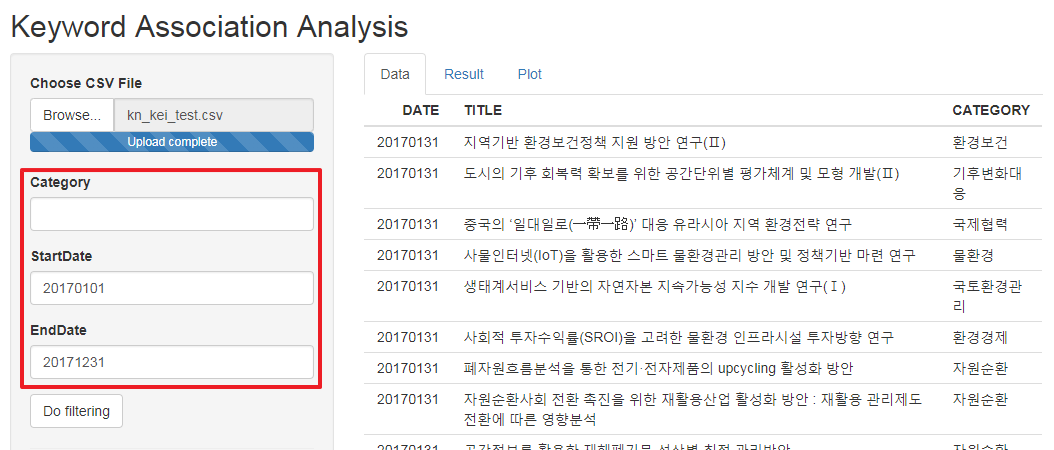 Keyword Association Analysis
Choose CSV File
Browse... kn_kei_test.csv
Upload complete
Category
StartDate
20170101
EndDate
20171231
Do filtering
Data Result Plot
DATE TITLE CATEGORY
20170131 지역기반 환경보건정책 지원 방안 연구(Ⅱ) 환경보건
20170131 도시의 기후 회복력 확보를 위한 공간단위별 평가체계 및 모형 개발(Ⅱ) 기후변화대
응
20170131 중국의 ‘일대일로(一帶一路)’ 대응 유라시아 지역 환경전략 연구 국제협력
20170131 사물인터넷(IoT)을 활용한 스마트 물환경관리 방안 및 정책기반 마련 연구 물환경
20170131 생태계서비스 기반의 자연자본 지속가능성 지수 개발 연구(Ⅰ) 국토환경관
리
20170131 사회적 투자수익률(SROI)을 고려한 물환경 인프라시설 투자방향 연구 환경경제
20170131 폐자원흐름분석을 통한 전기·전자제품의 upcycling 활성화 방안 자원순환
20170131 자원순환사회 전환 촉진을 위한 재활용산업 활성화 방안 : 재활용 관리제도 자원순환
전환에 따른 영향분석